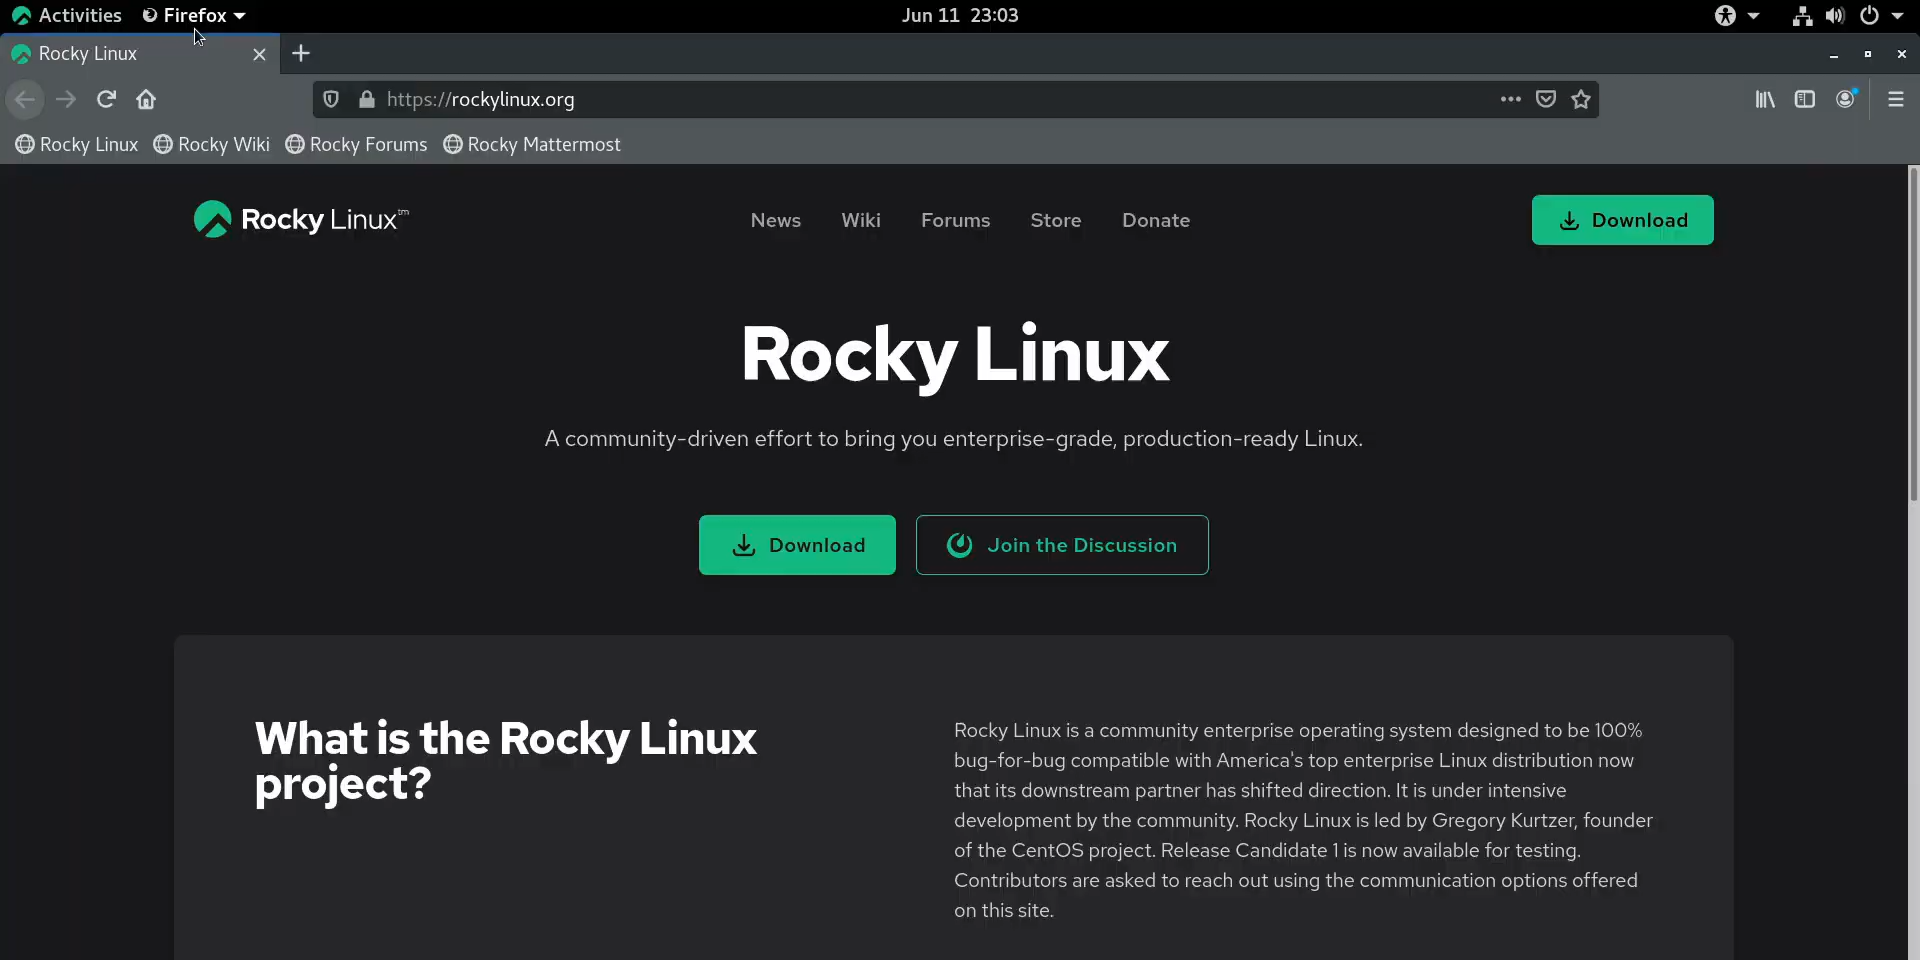 Activities Firefox Jun 11 23:03
Rocky Linux
https://rockylinux.org
Rocky Linux Rocky Wiki Rocky Forums Rocky Mattermost
Rocky Linux™ News Wiki Forums Store Donate Download
Rocky Linux
A community-driven effort to bring you enterprise-grade, production-ready Linux.
Download Join the Discussion
What is the Rocky Linux
project?
Rocky Linux is a community enterprise operating system designed to be 100%
bug-for-bug compatible with America's top enterprise Linux distribution now
that its downstream partner has shifted direction. It is under intensive
development by the community. Rocky Linux is led by Gregory Kurtzer, founder
of the CentOS project. Release Candidate 1 is now available for testing.
Contributors are asked to reach out using the communication options offered
on this site.